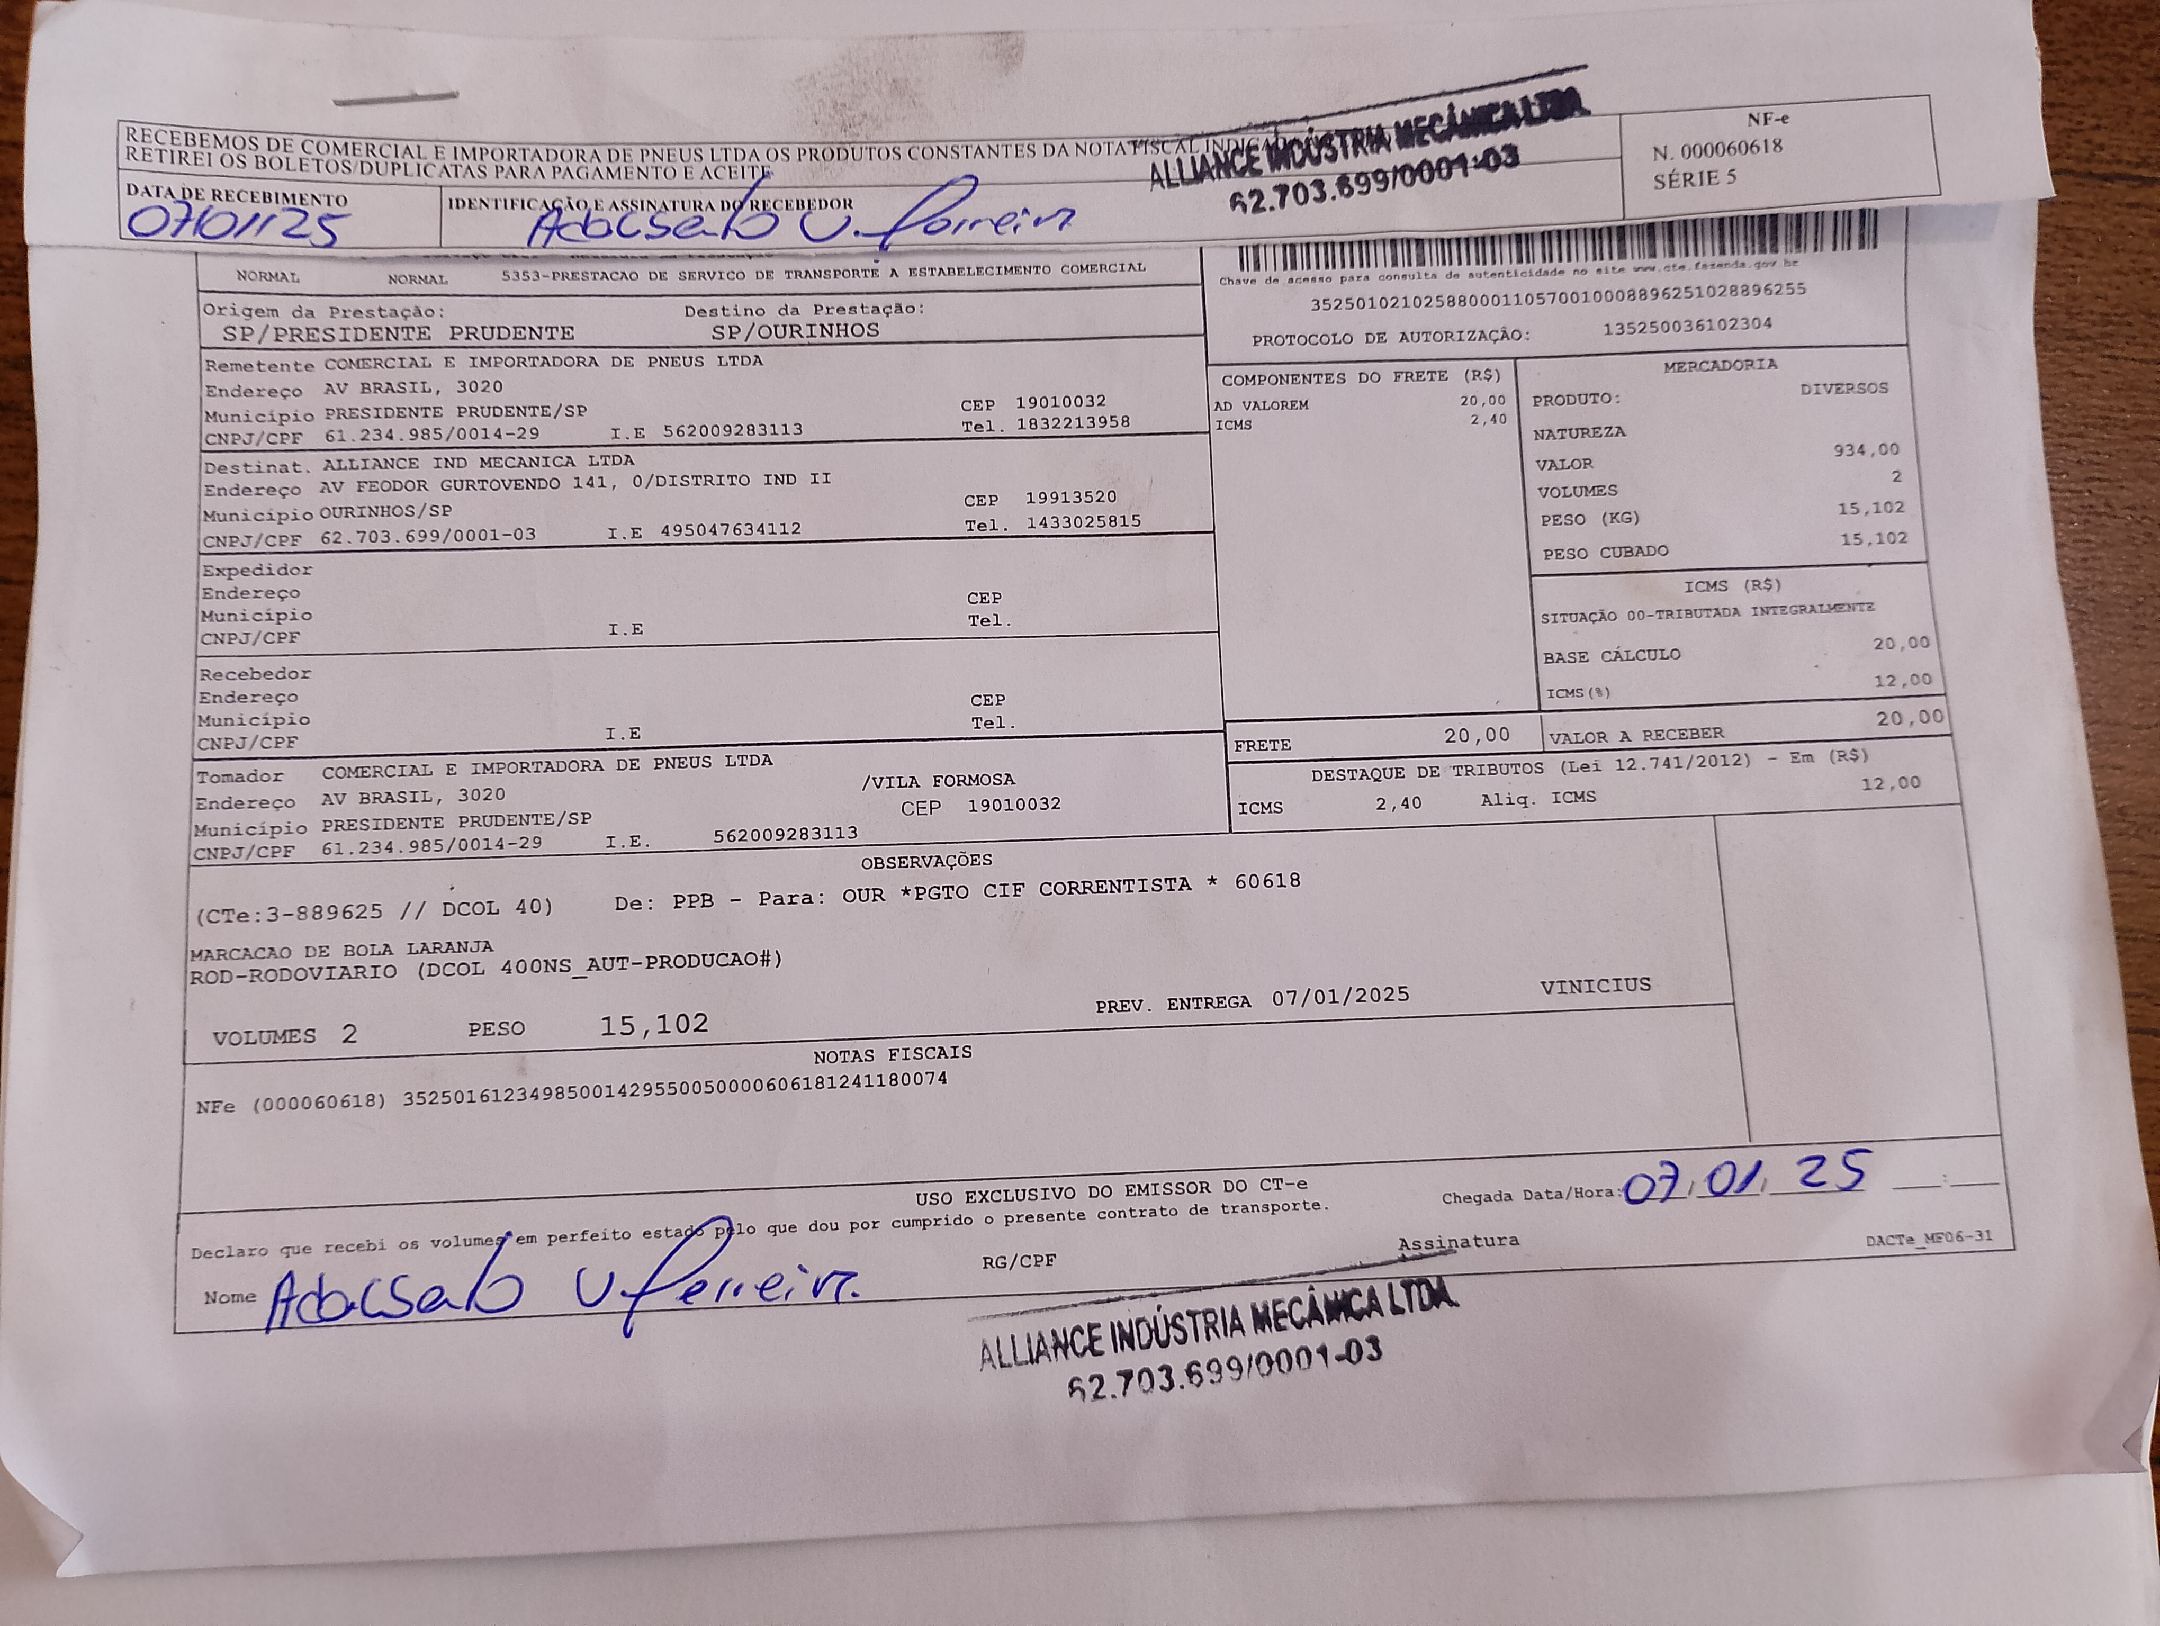 RECEBEMOS DE COMERCIAL E IMPORTADORA DE PNEUS LTDA OS PRODUTOS CONSTANTES DA NOTA FISCAL
RETIREI OS BOLETOS/DUPLICATAS PARA PAGAMENTO E ACEITE
ALLIANCE INDÚSTRIA MECÂNICA LTDA
62.703.699/0001-03
NF-e
N. 000060618
SÉRIE 5
DATA DE RECEBIMENTO
07/01/25
IDENTIFICAÇÃO E ASSINATURA DO RECEBEDOR
NORMAL NORMAL 5353-PRESTACAO DE SERVICO DE TRANSPORTE A ESTABELECIMENTO COMERCIAL
Chave de acesso para consulta de autenticidade no site www.cte.fazenda.gov.br
35250102102588000110570010008896251028896255
PROTOCOLO DE AUTORIZAÇÃO: 135250036102304
Origem da Prestação: Destino da Prestação:
SP/PRESIDENTE PRUDENTE SP/OURINHOS
Remetente COMERCIAL E IMPORTADORA DE PNEUS LTDA
Endereço AV BRASIL, 3020
Município PRESIDENTE PRUDENTE/SP CEP 19010032
CNPJ/CPF 61.234.985/0014-29 I.E 562009283113 Tel. 1832213958
Destinat. ALLIANCE IND MECANICA LTDA
Endereço AV FEODOR GURTOVENDO 141, 0/DISTRITO IND II
Município OURINHOS/SP CEP 19913520
CNPJ/CPF 62.703.699/0001-03 I.E 495047634112 Tel. 1433025815
Expedidor
Endereço
Município CEP
CNPJ/CPF I.E Tel.
Recebedor
Endereço
Município CEP
CNPJ/CPF I.E Tel.
Tomador COMERCIAL E IMPORTADORA DE PNEUS LTDA
Endereço AV BRASIL, 3020 /VILA FORMOSA
Município PRESIDENTE PRUDENTE/SP CEP 19010032
CNPJ/CPF 61.234.985/0014-29 I.E. 562009283113
COMPONENTES DO FRETE (R$)
AD VALOREM 20,00
ICMS 2,40
MERCADORIA
PRODUTO: DIVERSOS
NATUREZA
VALOR 934,00
VOLUMES 2
PESO (KG) 15,102
PESO CUBADO 15,102
ICMS (R$)
SITUAÇÃO 00-TRIBUTADA INTEGRALMENTE
BASE CÁLCULO 20,00
ICMS(%) 12,00
FRETE 20,00 VALOR A RECEBER 20,00
DESTAQUE DE TRIBUTOS (Lei 12.741/2012) - Em (R$)
ICMS 2,40 Aliq. ICMS 12,00
OBSERVAÇÕES
(CTe:3-889625 // DCOL 40) De: PPB - Para: OUR *PGTO CIF CORRENTISTA * 60618
MARCACAO DE BOLA LARANJA
ROD-RODOVIARIO (DCOL 400NS_AUT-PRODUCAO#)
VOLUMES 2 PESO 15,102 PREV. ENTREGA 07/01/2025 VINICIUS
NOTAS FISCAIS
NFe (000060618) 35250161234985001429550050000606181241180074
USO EXCLUSIVO DO EMISSOR DO CT-e
Declaro que recebi os volumes em perfeito estado pelo que dou por cumprido o presente contrato de transporte.
Chegada Data/Hora: 07/01/25
Nome RG/CPF Assinatura DACTe_MF06-31
ALLIANCE INDÚSTRIA MECÂNICA LTDA
62.703.699/0001-03